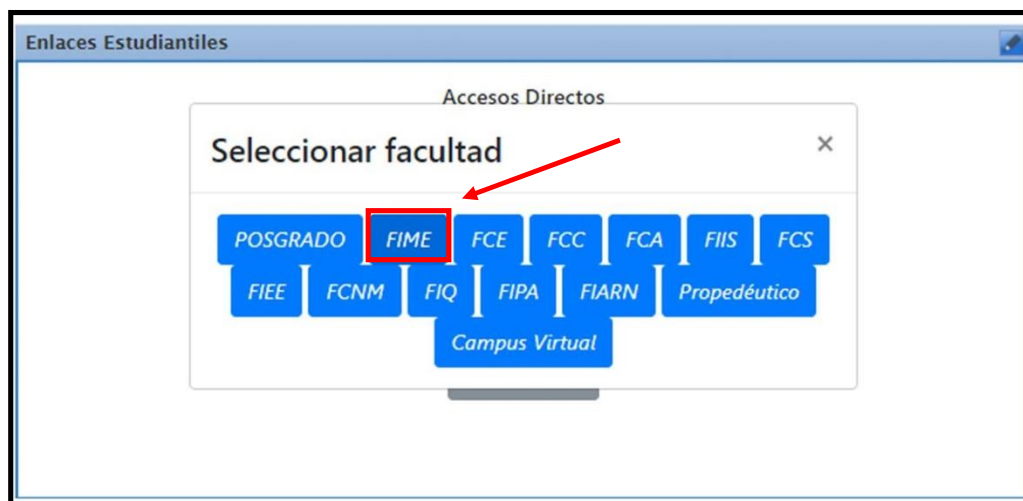 Enlaces Estudiantiles
Accesos Directos
Seleccionar facultad ×
POSGRADO FIME FCE FCC FCA FIIS FCS
FIEE FCNM FIQ FIPA FIARN Propedéutico
Campus Virtual